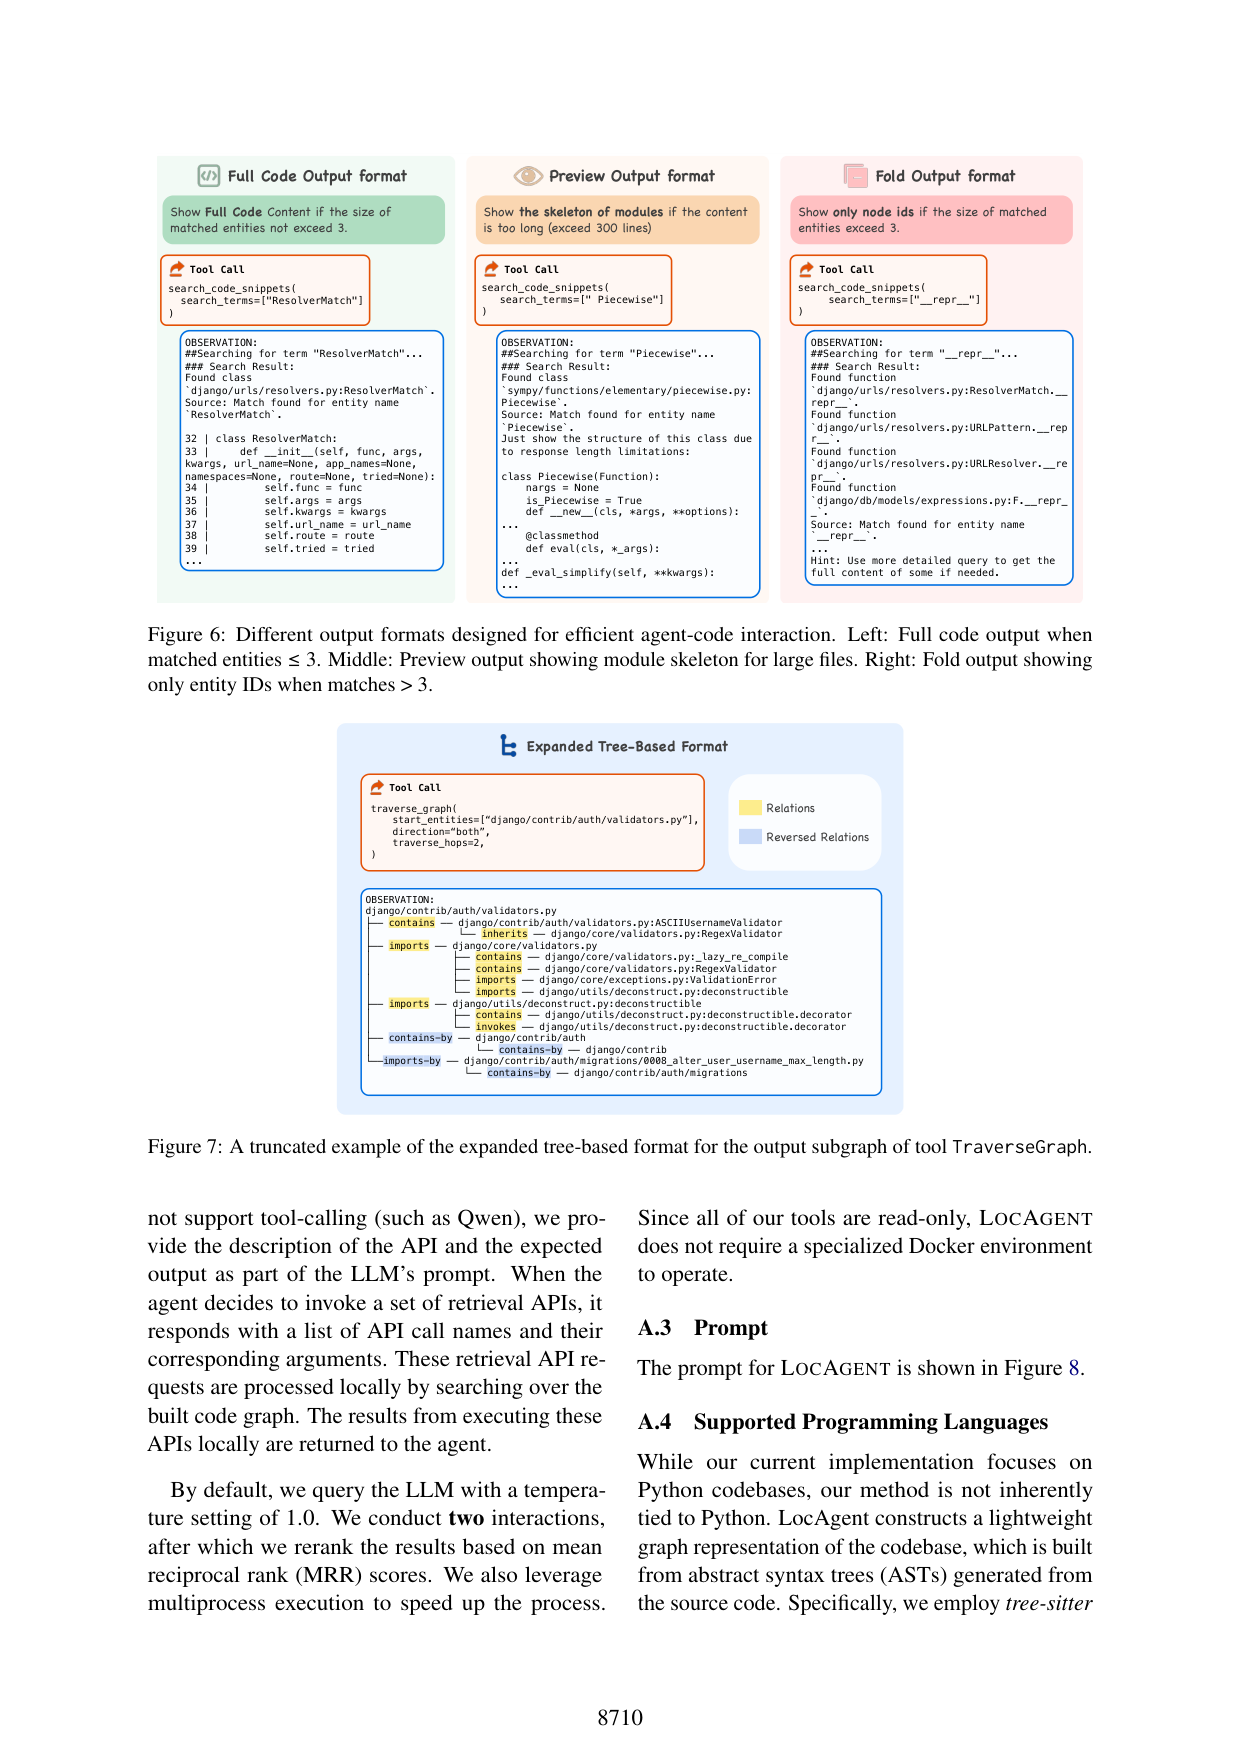 Full Code Output format
Show Full Code Content if the size of
matched entities not exceed 3.
Tool Call
search_code_snippets(
search_terms=["ResolverMatch"]
)
OBSERVATION:
##Searching for term "ResolverMatch"...
### Search Result:
Found class
`django/urls/resolvers.py:ResolverMatch`.
Source: Match found for entity name
`ResolverMatch`.
32 | class ResolverMatch:
33 |     def __init__(self, func, args,
kwargs, url_name=None, app_names=None,
namespaces=None, route=None, tried=None):
34 |         self.func = func
35 |         self.args = args
36 |         self.kwargs = kwargs
37 |         self.url_name = url_name
38 |         self.route = route
39 |         self.tried = tried
...
Preview Output format
Show the skeleton of modules if the content
is too long (exceed 300 lines)
Tool Call
search_code_snippets(
search_terms=[" Piecewise"]
)
OBSERVATION:
##Searching for term "Piecewise"...
### Search Result:
Found class
`sympy/functions/elementary/piecewise.py:
Piecewise`.
Source: Match found for entity name
`Piecewise`.
Just show the structure of this class due
to response length limitations:
class Piecewise(Function):
nargs = None
is_Piecewise = True
def __new__(cls, *args, **options):
...
@classmethod
def eval(cls, *_args):
...
def _eval_simplify(self, **kwargs):
...
Fold Output format
Show only node ids if the size of matched
entities exceed 3.
Tool Call
search_code_snippets(
search_terms=["__repr__"]
)
OBSERVATION:
##Searching for term "__repr__"...
### Search Result:
Found function
`django/urls/resolvers.py:ResolverMatch.__
repr__`.
Found function
`django/urls/resolvers.py:URLPattern.__rep
r__`.
Found function
`django/urls/resolvers.py:URLResolver.__re
pr__`.
Found function
`django/db/models/expressions.py:F.__repr_
_`.
Source: Match found for entity name
`__repr__`.
...
Hint: Use more detailed query to get the
full content of some if needed.
Figure 6: Different output formats designed for efficient agent-code interaction. Left: Full code output when
matched entities ≤ 3. Middle: Preview output showing module skeleton for large files. Right: Fold output showing
only entity IDs when matches > 3.
Expanded Tree-Based Format
Tool Call
traverse_graph(
start_entities=[“django/contrib/auth/validators.py”],
direction=“both”,
traverse_hops=2,
)
Relations
Reversed Relations
OBSERVATION:
django/contrib/auth/validators.py
├── contains ── django/contrib/auth/validators.py:ASCIIUsernameValidator
└── inherits ── django/core/validators.py:RegexValidator
├── imports ── django/core/validators.py
├── contains ── django/core/validators.py:_lazy_re_compile
├── contains ── django/core/validators.py:RegexValidator
├── imports ── django/core/exceptions.py:ValidationError
└── imports ── django/utils/deconstruct.py:deconstructible
├── imports ── django/utils/deconstruct.py:deconstructible
├── contains ── django/utils/deconstruct.py:deconstructible.decorator
└── invokes ── django/utils/deconstruct.py:deconstructible.decorator
├── contains-by ── django/contrib/auth
└── contains-by ── django/contrib
└──imports-by ── django/contrib/auth/migrations/0008_alter_user_username_max_length.py
└── contains-by ── django/contrib/auth/migrations
Figure 7: A truncated example of the expanded tree-based format for the output subgraph of tool TraverseGraph.
not support tool-calling (such as Qwen), we pro-
vide the description of the API and the expected
output as part of the LLM's prompt. When the
agent decides to invoke a set of retrieval APIs, it
responds with a list of API call names and their
corresponding arguments. These retrieval API re-
quests are processed locally by searching over the
built code graph. The results from executing these
APIs locally are returned to the agent.
By default, we query the LLM with a tempera-
ture setting of 1.0. We conduct two interactions,
after which we rerank the results based on mean
reciprocal rank (MRR) scores. We also leverage
multiprocess execution to speed up the process.
Since all of our tools are read-only, LOCAGENT
does not require a specialized Docker environment
to operate.
A.3 Prompt
The prompt for LOCAGENT is shown in Figure 8.
A.4 Supported Programming Languages
While our current implementation focuses on
Python codebases, our method is not inherently
tied to Python. LocAgent constructs a lightweight
graph representation of the codebase, which is built
from abstract syntax trees (ASTs) generated from
the source code. Specifically, we employ tree-sitter
8710